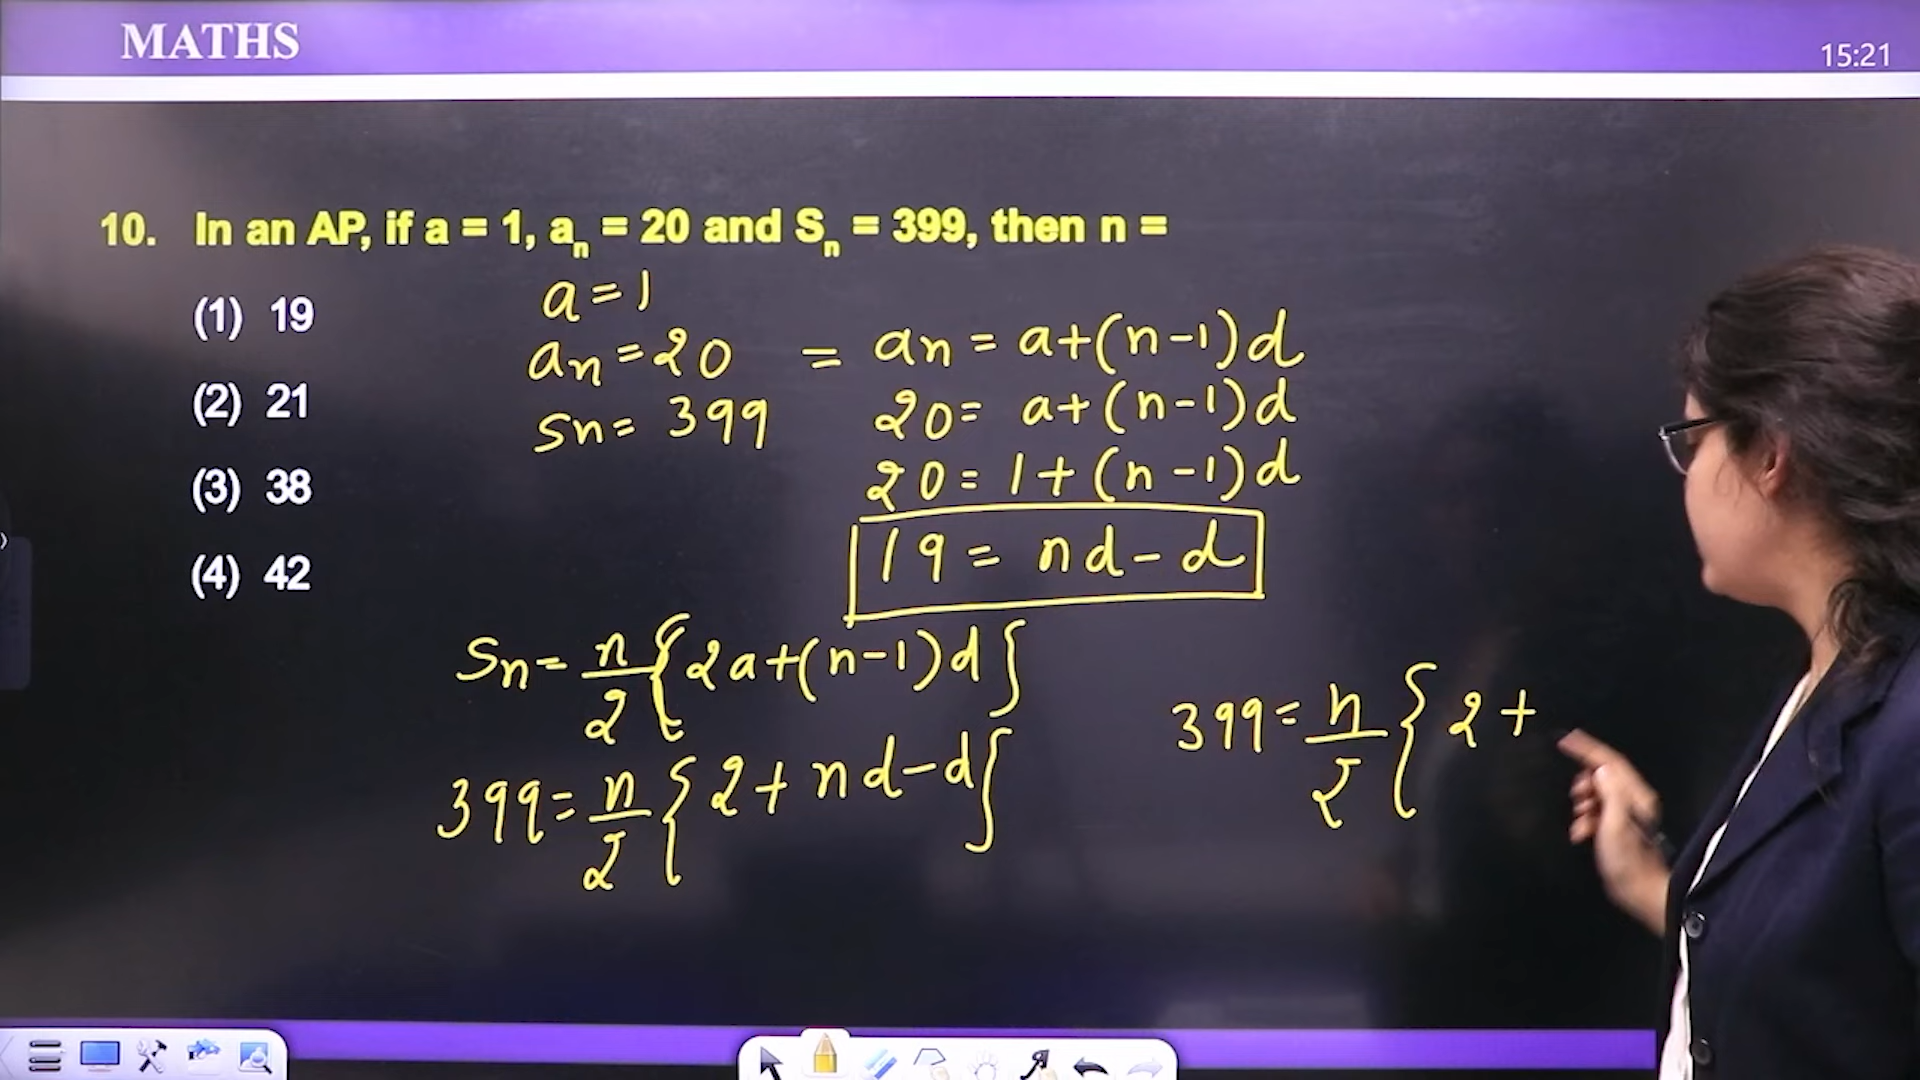 MATHS
15:21
10. In an AP, if a = 1, aₙ = 20 and Sₙ = 399, then n =
(1) 19
(2) 21
(3) 38
(4) 42
a = 1
an = 20
Sn = 399
= an = a+(n-1)d
20 = a+(n-1)d
20 = 1+(n-1)d
19 = nd-d
Sn = n/2 {2a+(n-1)d}
399 = n/2 {2+nd-d}
399 = n/2 {2+